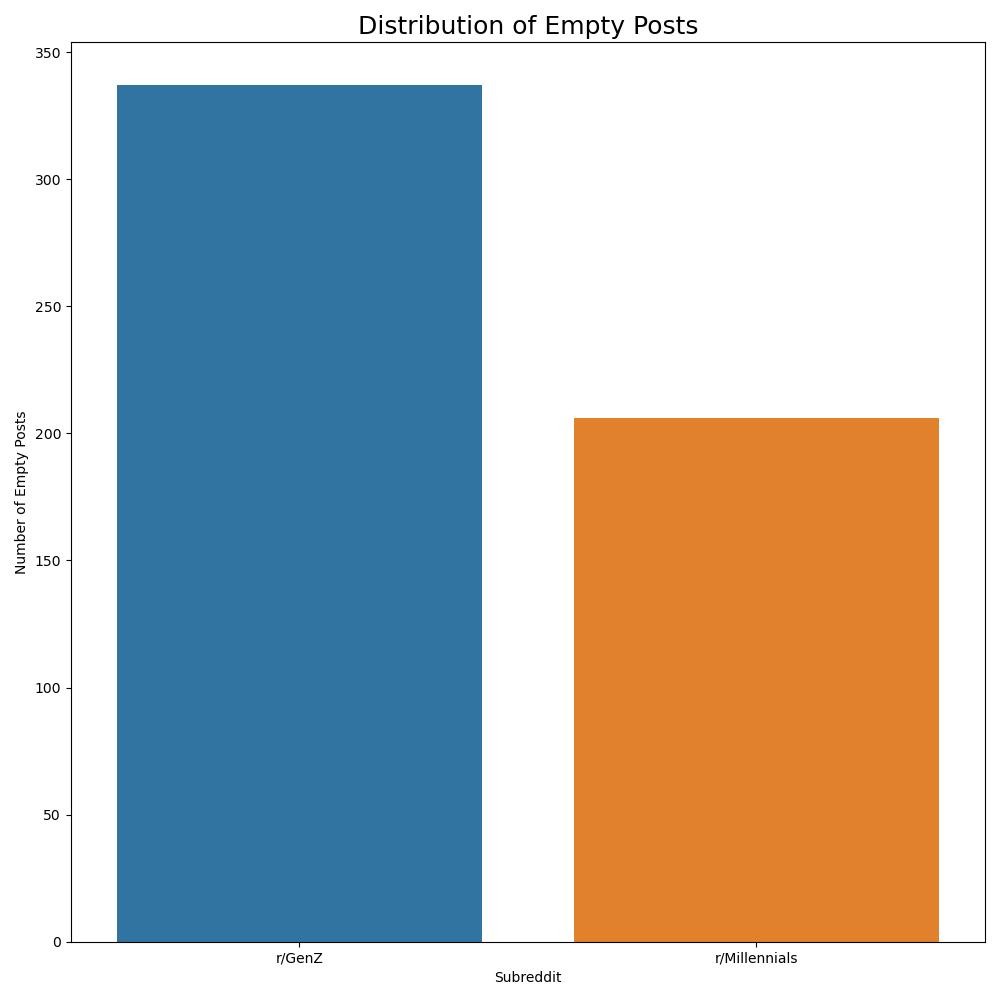 Distribution of Empty Posts
350
300
250
200
150
100
50
0
Number of Empty Posts
r/GenZ
r/Millennials
Subreddit